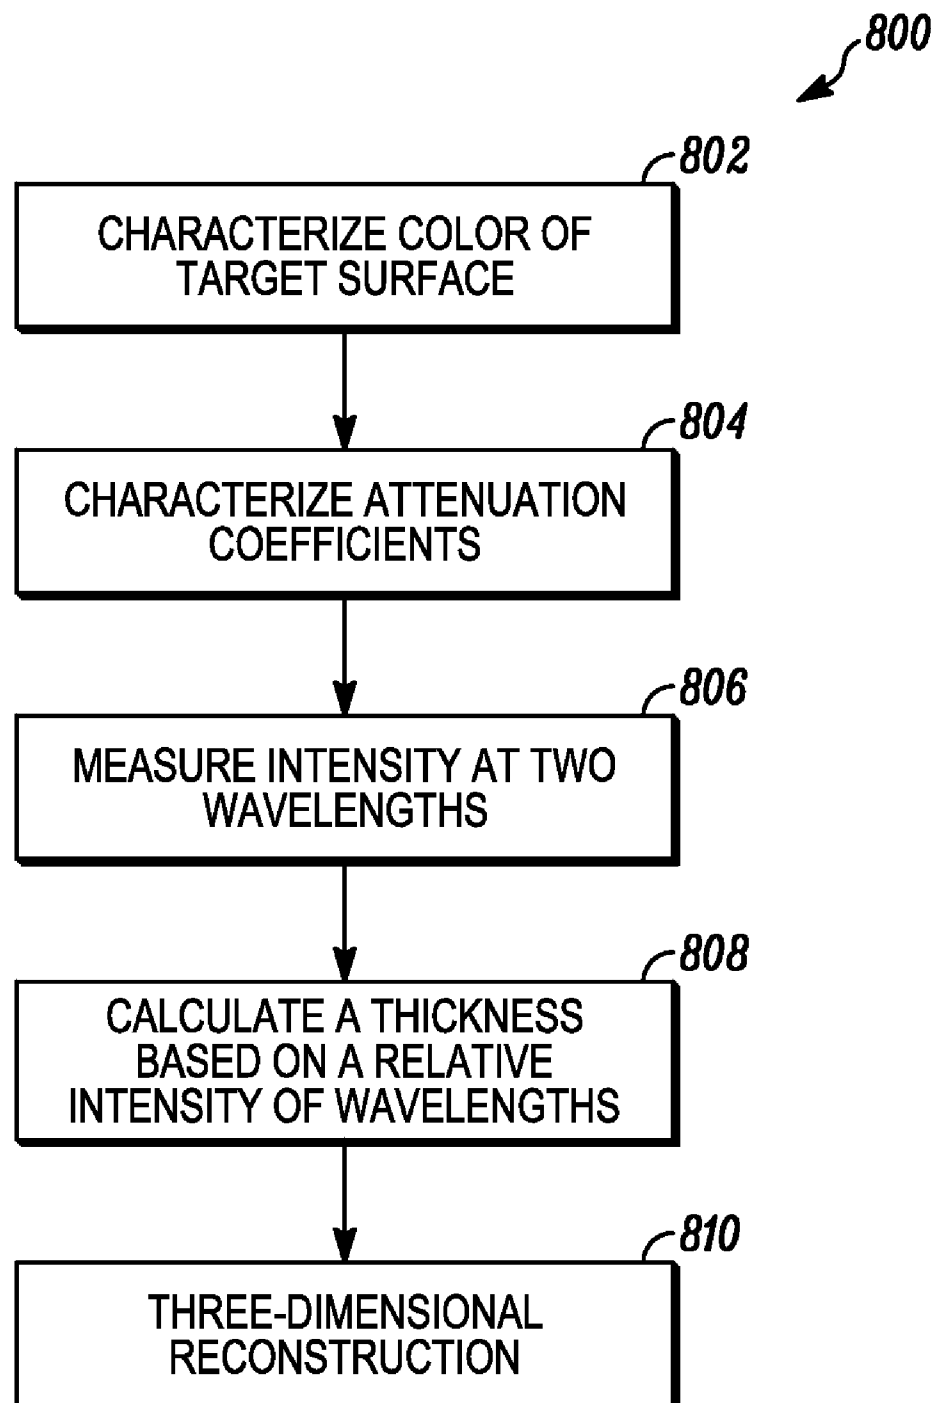 800
802
CHARACTERIZE COLOR OF
TARGET SURFACE
804
CHARACTERIZE ATTENUATION
COEFFICIENTS
806
MEASURE INTENSITY AT TWO
WAVELENGTHS
808
CALCULATE A THICKNESS
BASED ON A RELATIVE
INTENSITY OF WAVELENGTHS
810
THREE-DIMENSIONAL
RECONSTRUCTION